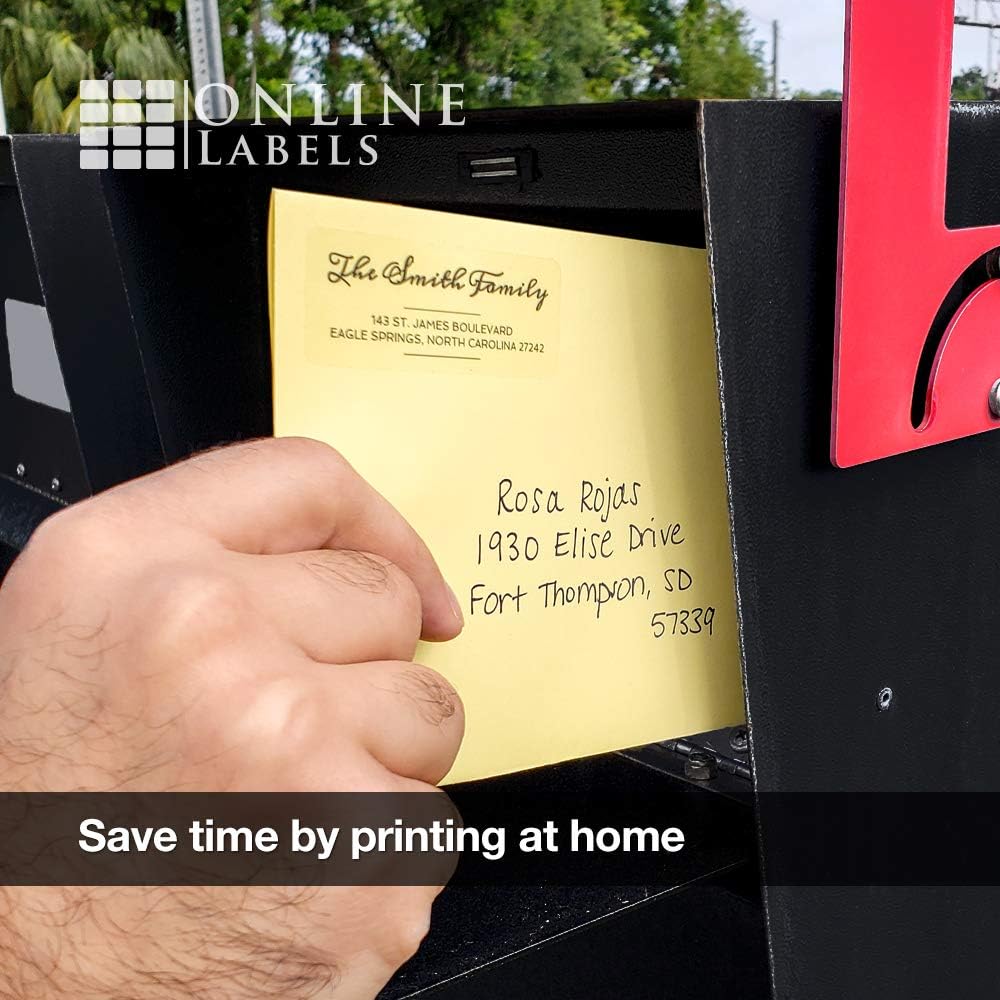 ONLINE
LABELS
The Smith Family
143 ST. JAMES BOULEVARD
EAGLE SPRINGS, NORTH CAROLINA 27242
Rosa Rojas
1930 Elise Drive
Fort Thompson, SD
57339
Save time by printing at home